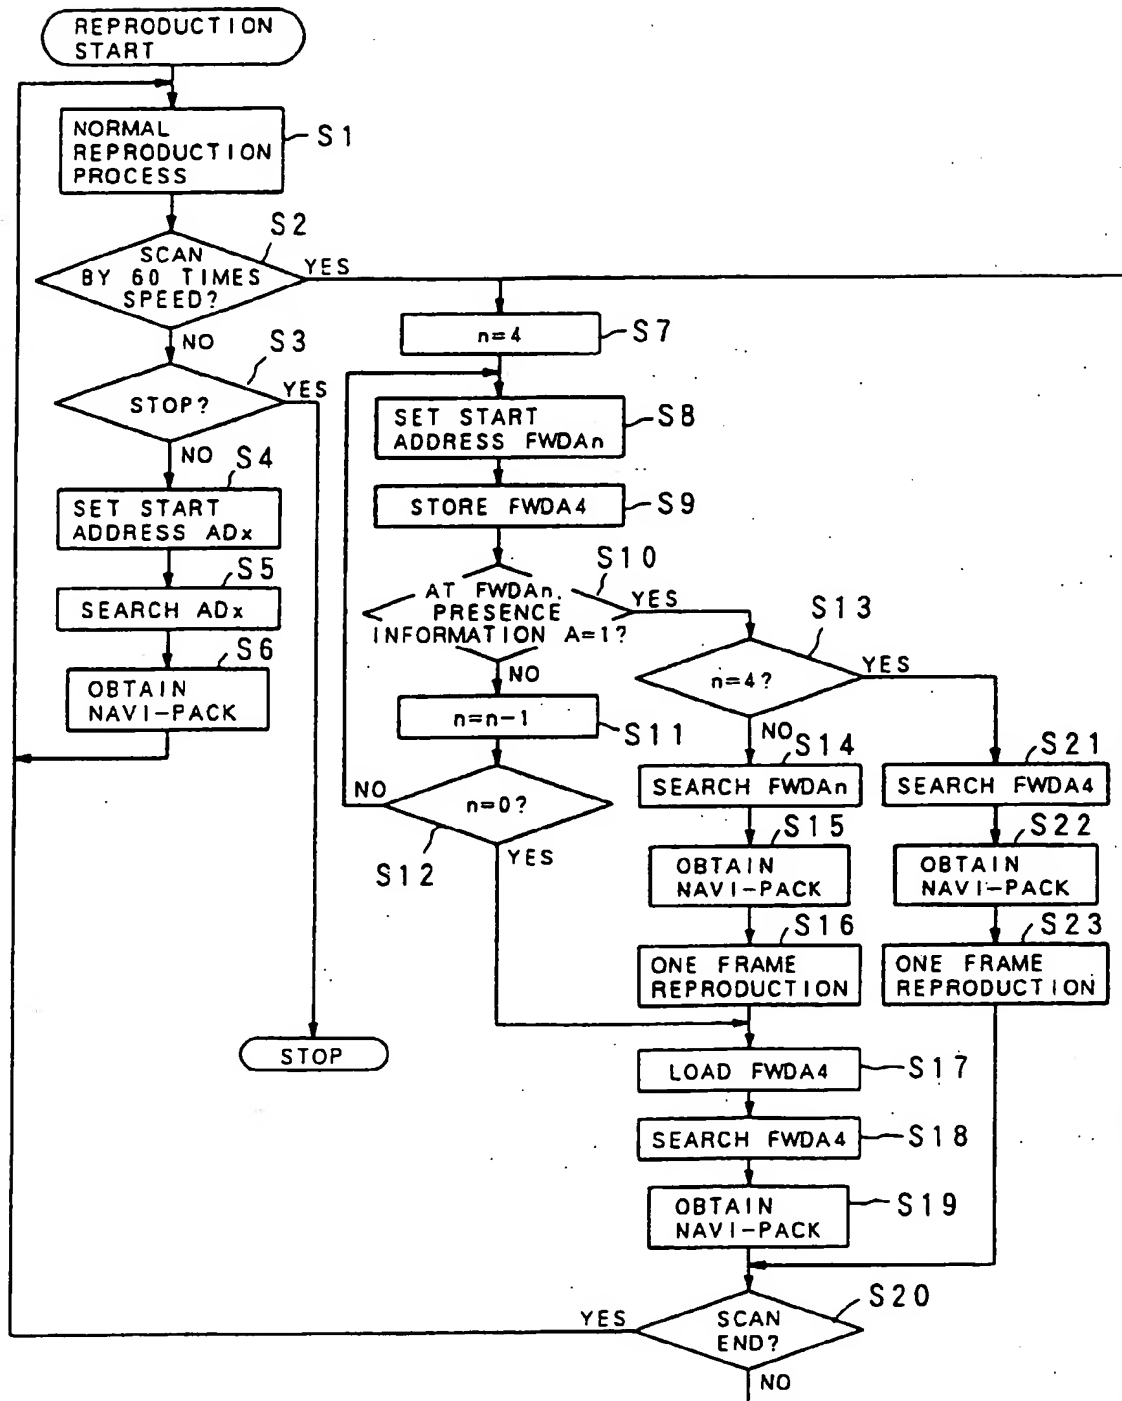 REPRODUCTION
START
NORMAL
REPRODUCTION
PROCESS
S1
SCAN
BY 60 TIMES
SPEED?
S2
YES
NO
STOP?
S3
YES
NO
SET START
ADDRESS ADx
S4
SEARCH ADx
S5
OBTAIN
NAVI-PACK
S6
STOP
n=4
S7
SET START
ADDRESS FWDAn
S8
STORE FWDA4
S9
AT FWDAn,
PRESENCE
INFORMATION A=1?
S10
YES
NO
n=n-1
S11
n=0?
S12
NO
YES
n=4?
S13
YES
NO
SEARCH FWDAn
S14
OBTAIN
NAVI-PACK
S15
ONE FRAME
REPRODUCTION
S16
LOAD FWDA4
S17
SEARCH FWDA4
S18
OBTAIN
NAVI-PACK
S19
SEARCH FWDA4
S21
OBTAIN
NAVI-PACK
S22
ONE FRAME
REPRODUCTION
S23
SCAN
END?
S20
YES
NO